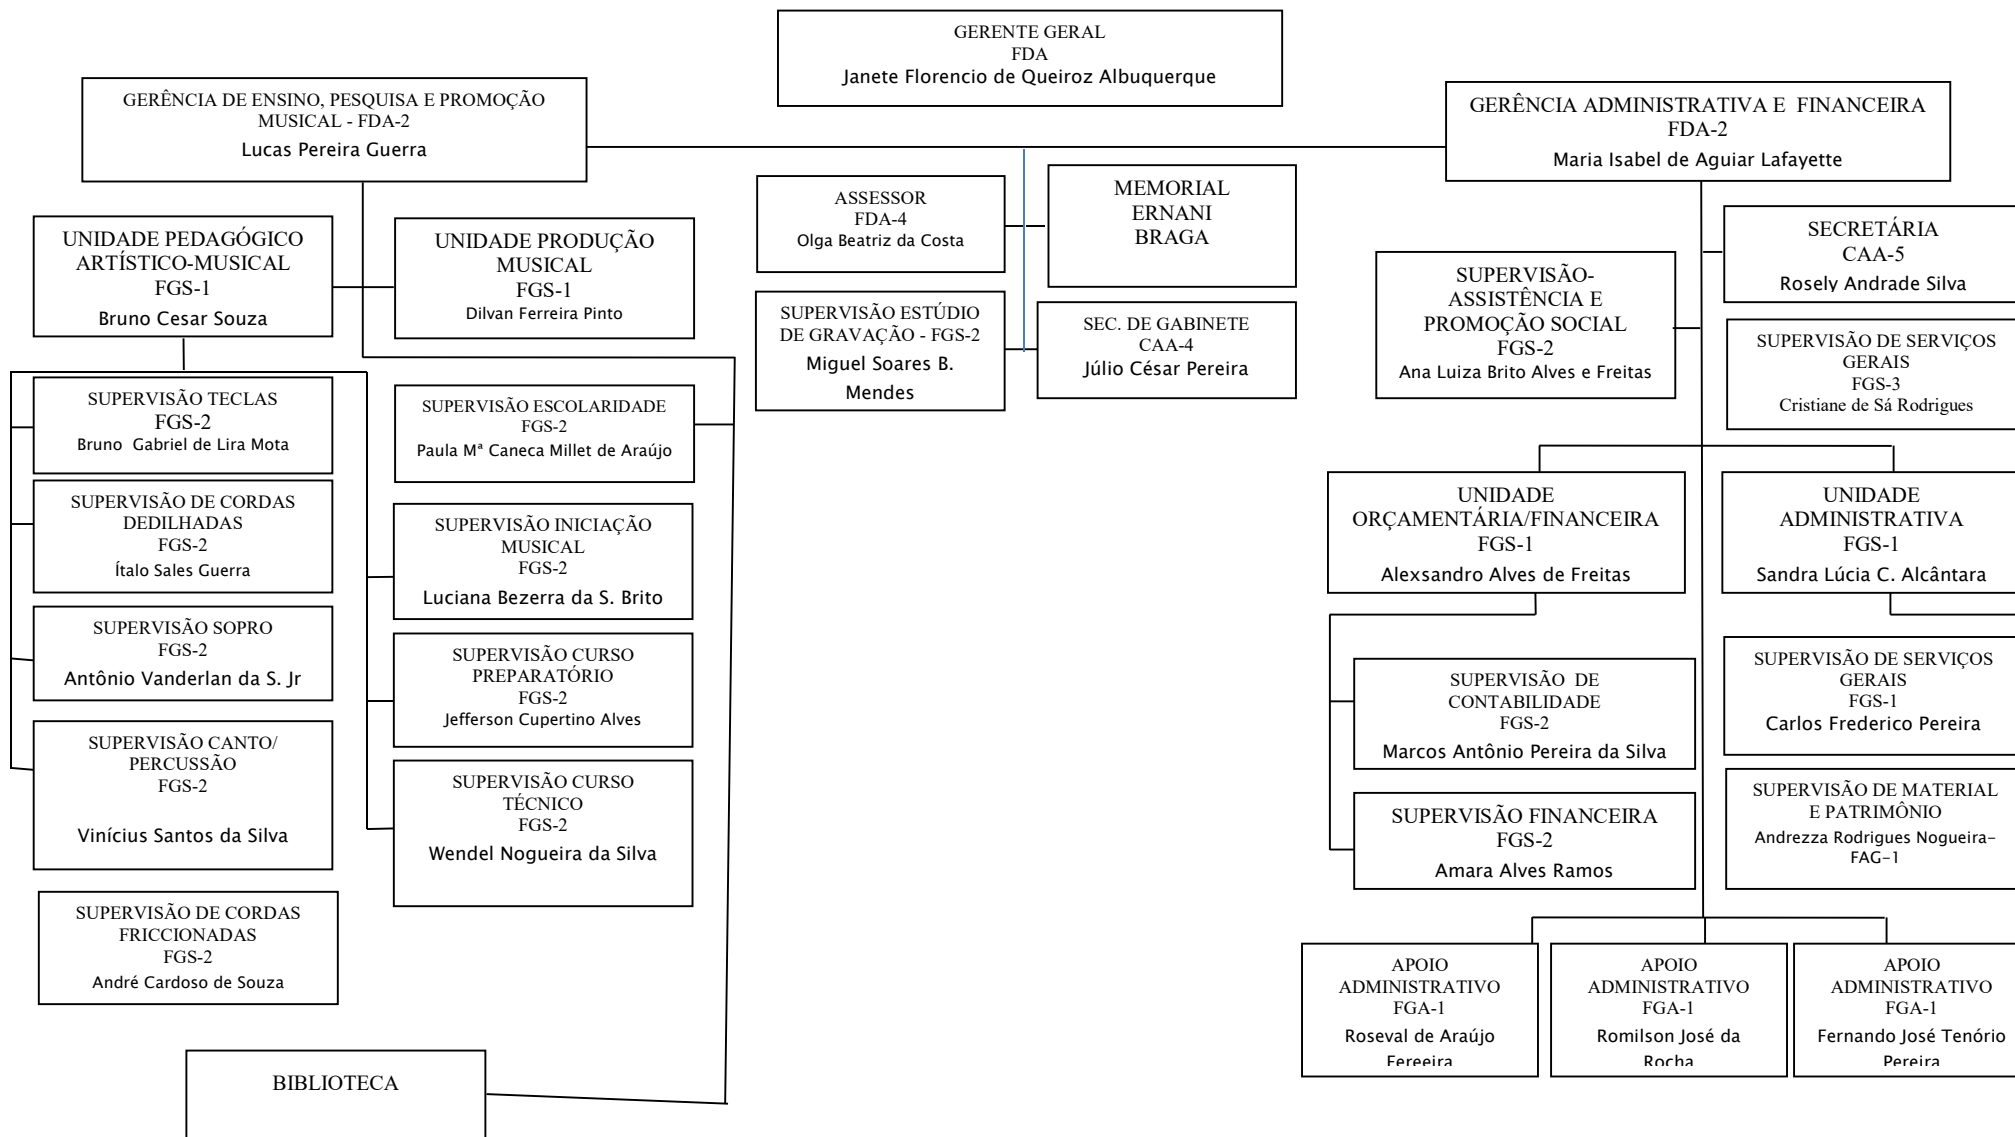 GERENTE GERAL
FDA
Janete Florencio de Queiroz Albuquerque
GERÊNCIA DE ENSINO, PESQUISA E PROMOÇÃO
MUSICAL - FDA-2
Lucas Pereira Guerra
GERÊNCIA ADMINISTRATIVA E FINANCEIRA
FDA-2
Maria Isabel de Aguiar Lafayette
ASSESSOR
FDA-4
Olga Beatriz da Costa
MEMORIAL
ERNANI
BRAGA
SUPERVISÃO ESTÚDIO
DE GRAVAÇÃO - FGS-2
Miguel Soares B.
Mendes
SEC. DE GABINETE
CAA-4
Júlio César Pereira
UNIDADE PEDAGÓGICO
ARTÍSTICO-MUSICAL
FGS-1
Bruno Cesar Souza
UNIDADE PRODUÇÃO
MUSICAL
FGS-1
Dilvan Ferreira Pinto
SUPERVISÃO TECLAS
FGS-2
Bruno Gabriel de Lira Mota
SUPERVISÃO DE CORDAS
DEDILHADAS
FGS-2
Ítalo Sales Guerra
SUPERVISÃO SOPRO
FGS-2
Antônio Vanderlan da S. Jr
SUPERVISÃO CANTO/
PERCUSSÃO
FGS-2
Vinícius Santos da Silva
SUPERVISÃO DE CORDAS
FRICCIONADAS
FGS-2
André Cardoso de Souza
SUPERVISÃO ESCOLARIDADE
FGS-2
Paula Mª Caneca Millet de Araújo
SUPERVISÃO INICIAÇÃO
MUSICAL
FGS-2
Luciana Bezerra da S. Brito
SUPERVISÃO CURSO
PREPARATÓRIO
FGS-2
Jefferson Cupertino Alves
SUPERVISÃO CURSO
TÉCNICO
FGS-2
Wendel Nogueira da Silva
BIBLIOTECA
SECRETÁRIA
CAA-5
Rosely Andrade Silva
SUPERVISÃO-
ASSISTÊNCIA E
PROMOÇÃO SOCIAL
FGS-2
Ana Luiza Brito Alves e Freitas
SUPERVISÃO DE SERVIÇOS
GERAIS
FGS-3
Cristiane de Sá Rodrigues
UNIDADE
ORÇAMENTÁRIA/FINANCEIRA
FGS-1
Alexsandro Alves de Freitas
UNIDADE
ADMINISTRATIVA
FGS-1
Sandra Lúcia C. Alcântara
SUPERVISÃO DE
CONTABILIDADE
FGS-2
Marcos Antônio Pereira da Silva
SUPERVISÃO FINANCEIRA
FGS-2
Amara Alves Ramos
SUPERVISÃO DE SERVIÇOS
GERAIS
FGS-1
Carlos Frederico Pereira
SUPERVISÃO DE MATERIAL
E PATRIMÔNIO
Andrezza Rodrigues Nogueira-
FAG-1
APOIO
ADMINISTRATIVO
FGA-1
Roseval de Araújo
Fereeira
APOIO
ADMINISTRATIVO
FGA-1
Romilson José da
Rocha
APOIO
ADMINISTRATIVO
FGA-1
Fernando José Tenório
Pereira